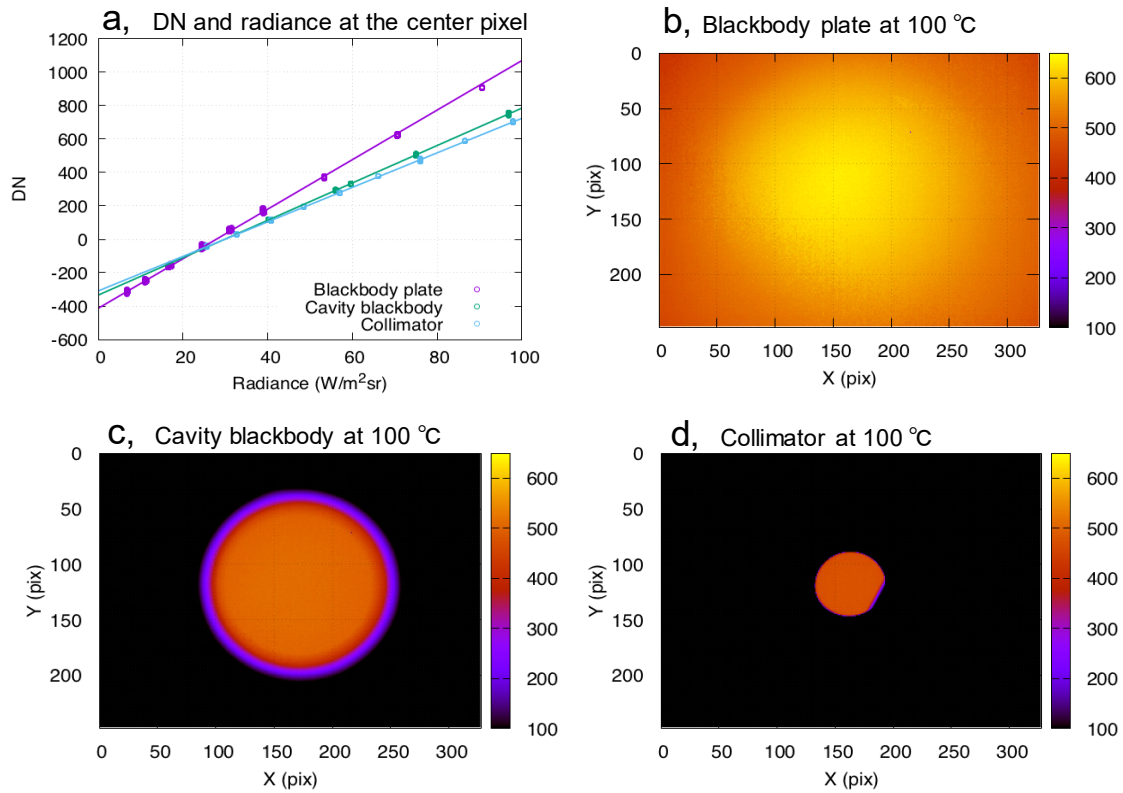 a, DN and radiance at the center pixel
1200
1000
800
600
400
200
0
-200
-400
-600
DN
0 20 40 60 80 100
Radiance (W/m²sr)
Blackbody plate
Cavity blackbody
Collimator
b, Blackbody plate at 100 ℃
0
50
100
150
200
Y (pix)
0 50 100 150 200 250 300
X (pix)
600
500
400
300
200
100
c, Cavity blackbody at 100 ℃
0
50
100
150
200
Y (pix)
0 50 100 150 200 250 300
X (pix)
600
500
400
300
200
100
d, Collimator at 100 ℃
0
50
100
150
200
Y (pix)
0 50 100 150 200 250 300
X (pix)
600
500
400
300
200
100